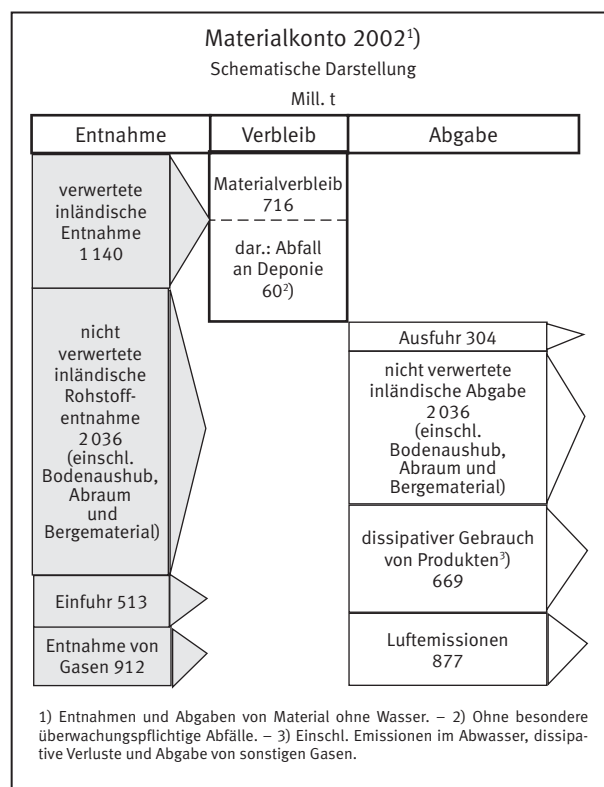 Materialkonto 2002¹)
Schematische Darstellung
Mill. t
Entnahme
Verbleib
Abgabe
verwertete
inländische
Entnahme
1 140
nicht
verwertete
inländische
Rohstoff-
entnahme
2 036
(einschl.
Bodenaushub,
Abraum
und
Bergematerial)
Einfuhr 513
Entnahme von
Gasen 912
Materialverbleib
716
dar.: Abfall
an Deponie
60²)
Ausfuhr 304
nicht verwertete
inländische Abgabe
2 036
(einschl.
Bodenaushub,
Abraum und
Bergematerial)
dissipativer Gebrauch
von Produkten³)
669
Luftemissionen
877
1) Entnahmen und Abgaben von Material ohne Wasser. – 2) Ohne besondere
überwachungspflichtige Abfälle. – 3) Einschl. Emissionen im Abwasser, dissipa-
tive Verluste und Abgabe von sonstigen Gasen.